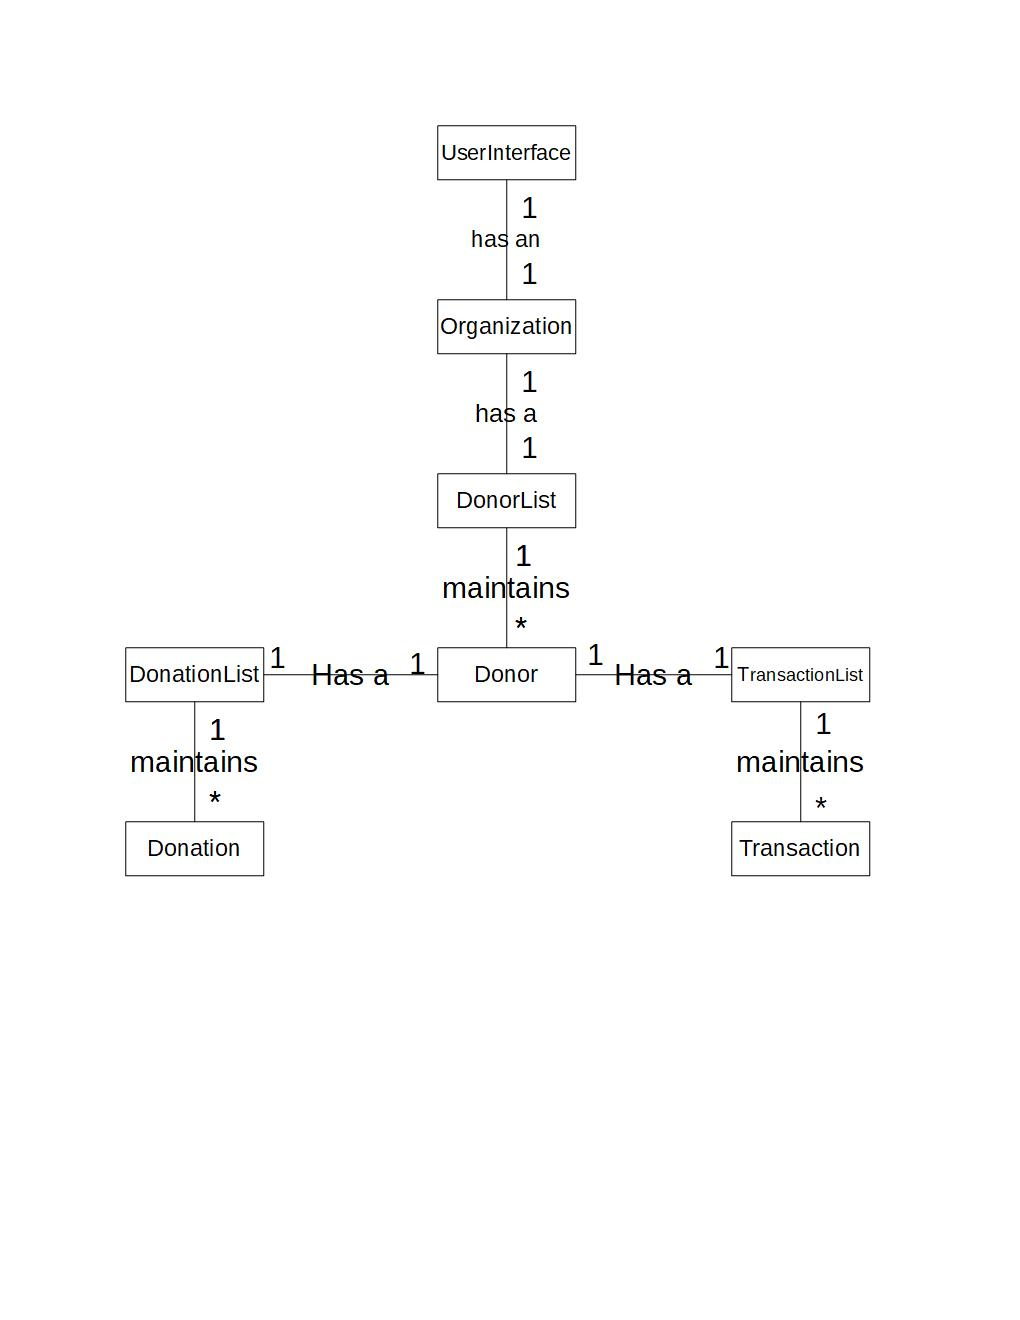 UserInterface
1
has an
1
Organization
1
has a
1
DonorList
1
maintains
*
DonationList 1 Has a 1 Donor 1 Has a 1 TransactionList
1 1
maintains maintains
* *
Donation Transaction